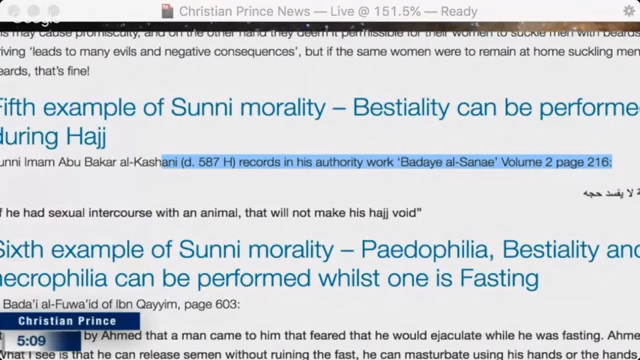 Christian Prince News — Live @ 151.5% — Ready
may cause promiscuity, and on the other hand they deem it permissible for their women to suckle men with beards
riving 'leads to many evils and negative consequences', but if the same women were to remain at home suckling men
eards, that's fine!
Fifth example of Sunni morality – Bestiality can be performe
during Hajj
unni Imam Abu Bakar al-Kashani (d. 587 H) records in his authority work 'Badaye al-Sanae' Volume 2 page 216:
لا يفسد حجه
f he had sexual intercourse with an animal, that will not make his hajj void"
Sixth example of Sunni morality – Paedophilia, Bestiality and
necrophilia can be performed whilst one is Fasting
Bada'i al-Fuwa'id of Ibn Qayyim, page 603:
Christian Prince
5:09
by Ahmed that a man came to him that feared that he would ejaculate while he was fasting. Ahmed
What I see is that he can release semen without ruining the fast, he can masturbate using his hands or the hands